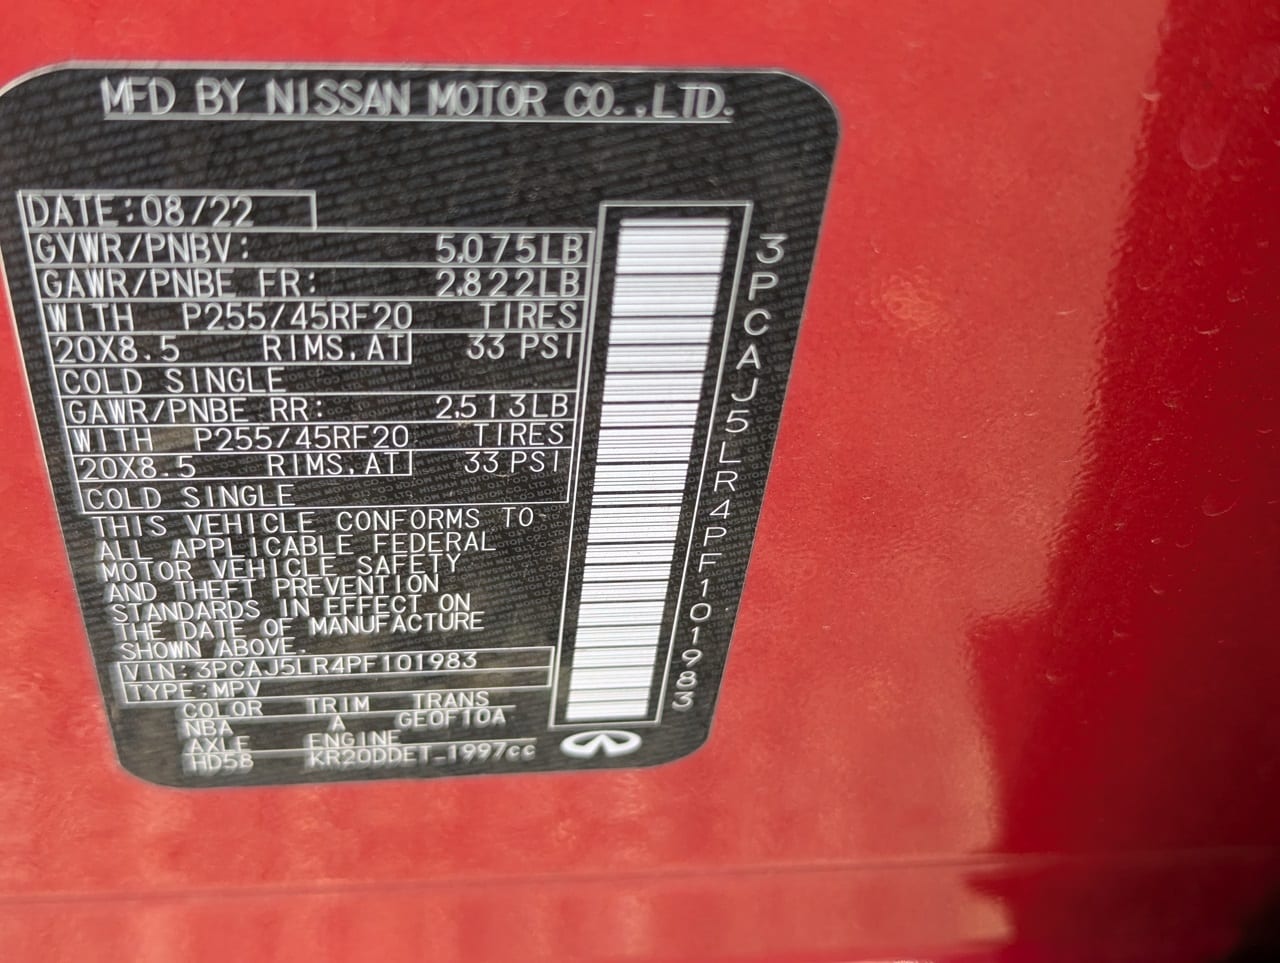 MFD BY NISSAN MOTOR CO.,LTD.
DATE:08/22
GVWR/PNBV: 5,075LB
GAWR/PNBE FR: 2,822LB
WITH P255/45RF20 TIRES
20X8.5 RIMS,AT 33 PSI
COLD SINGLE
GAWR/PNBE RR: 2,513LB
WITH P255/45RF20 TIRES
20X8.5 RIMS,AT 33 PSI
COLD SINGLE
THIS VEHICLE CONFORMS TO
ALL APPLICABLE FEDERAL
MOTOR VEHICLE SAFETY
AND THEFT PREVENTION
STANDARDS IN EFFECT ON
THE DATE OF MANUFACTURE
SHOWN ABOVE.
VIN:3PCAJ5LR4PF101983
TYPE:MPV
COLOR TRIM TRANS
NBA A GE0F10A
AXLE ENGINE
HD58 KR20DDET_1997cc
3PCAJ5LR4PF101983